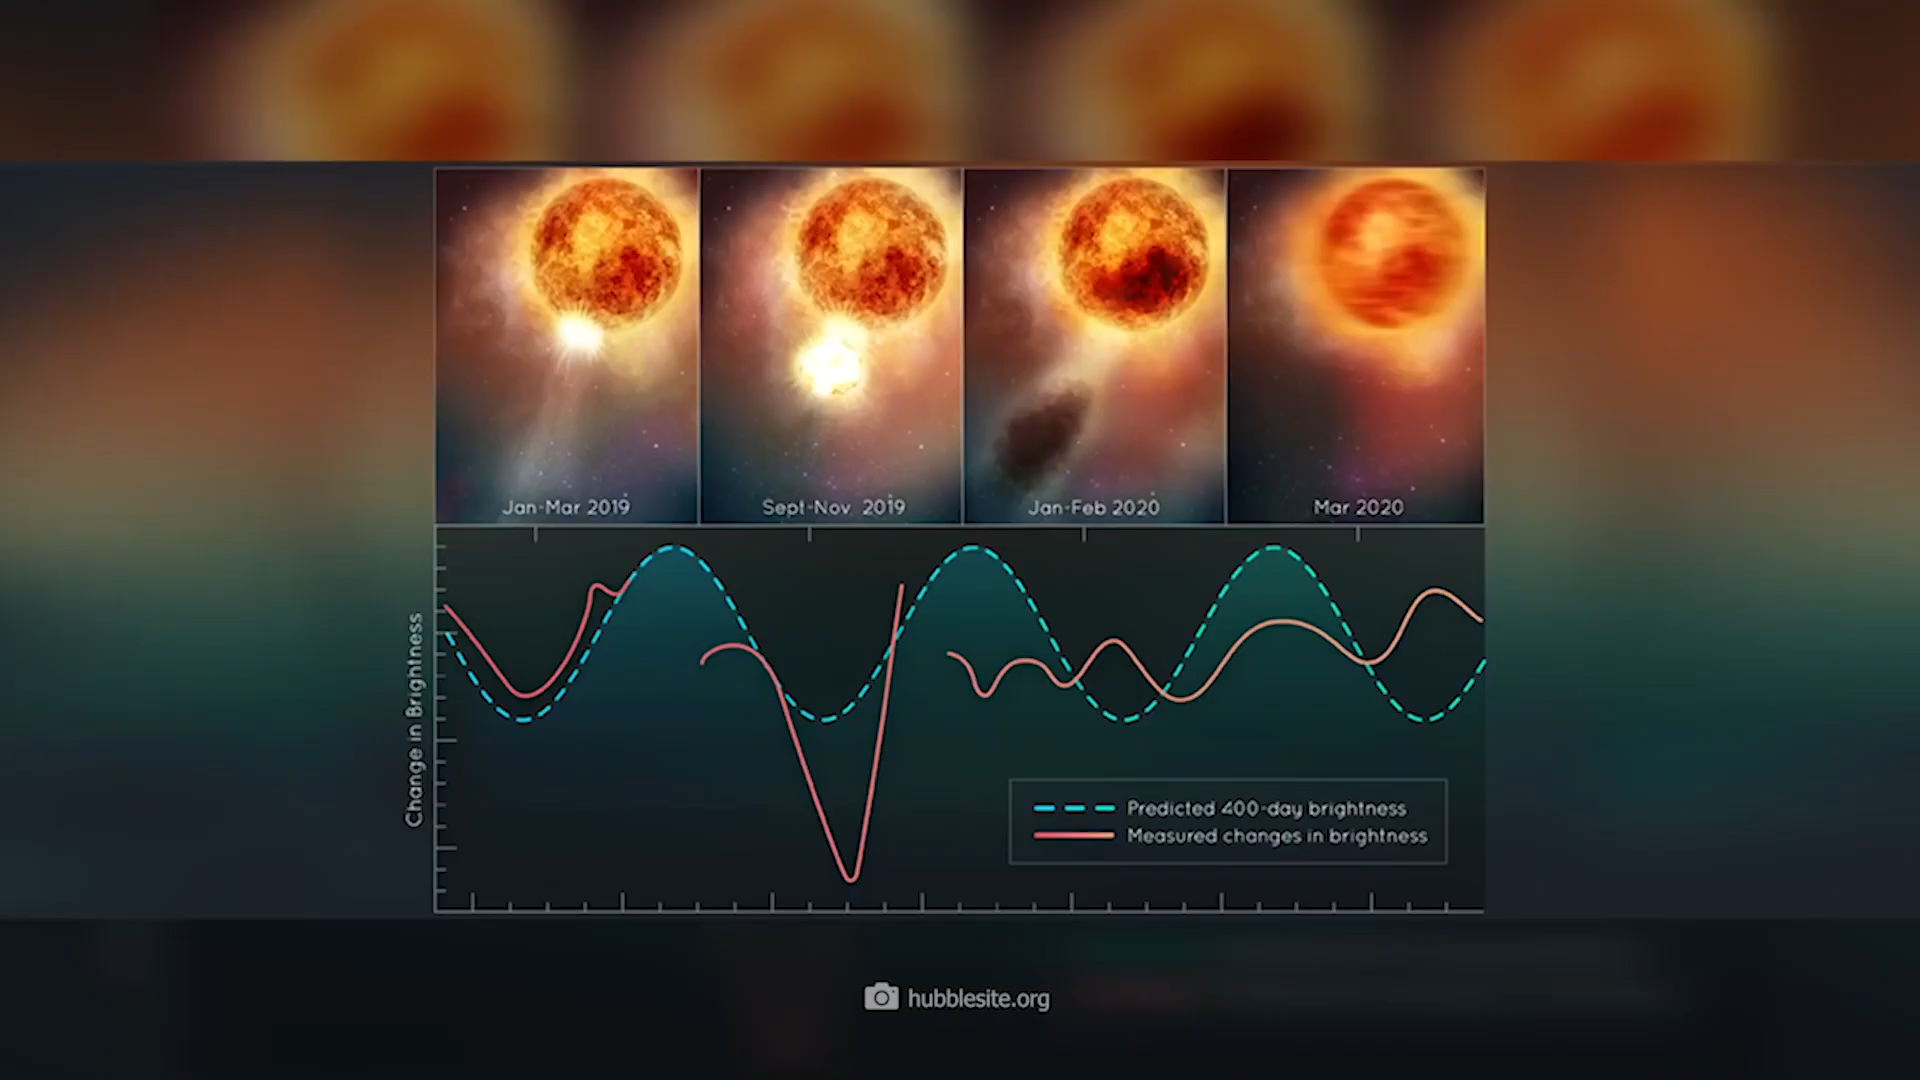 Jan-Mar 2019
Sept-Nov 2019
Jan-Feb 2020
Mar 2020
Change in Brightness
Predicted 400-day brightness
Measured changes in brightness
hubblesite.org